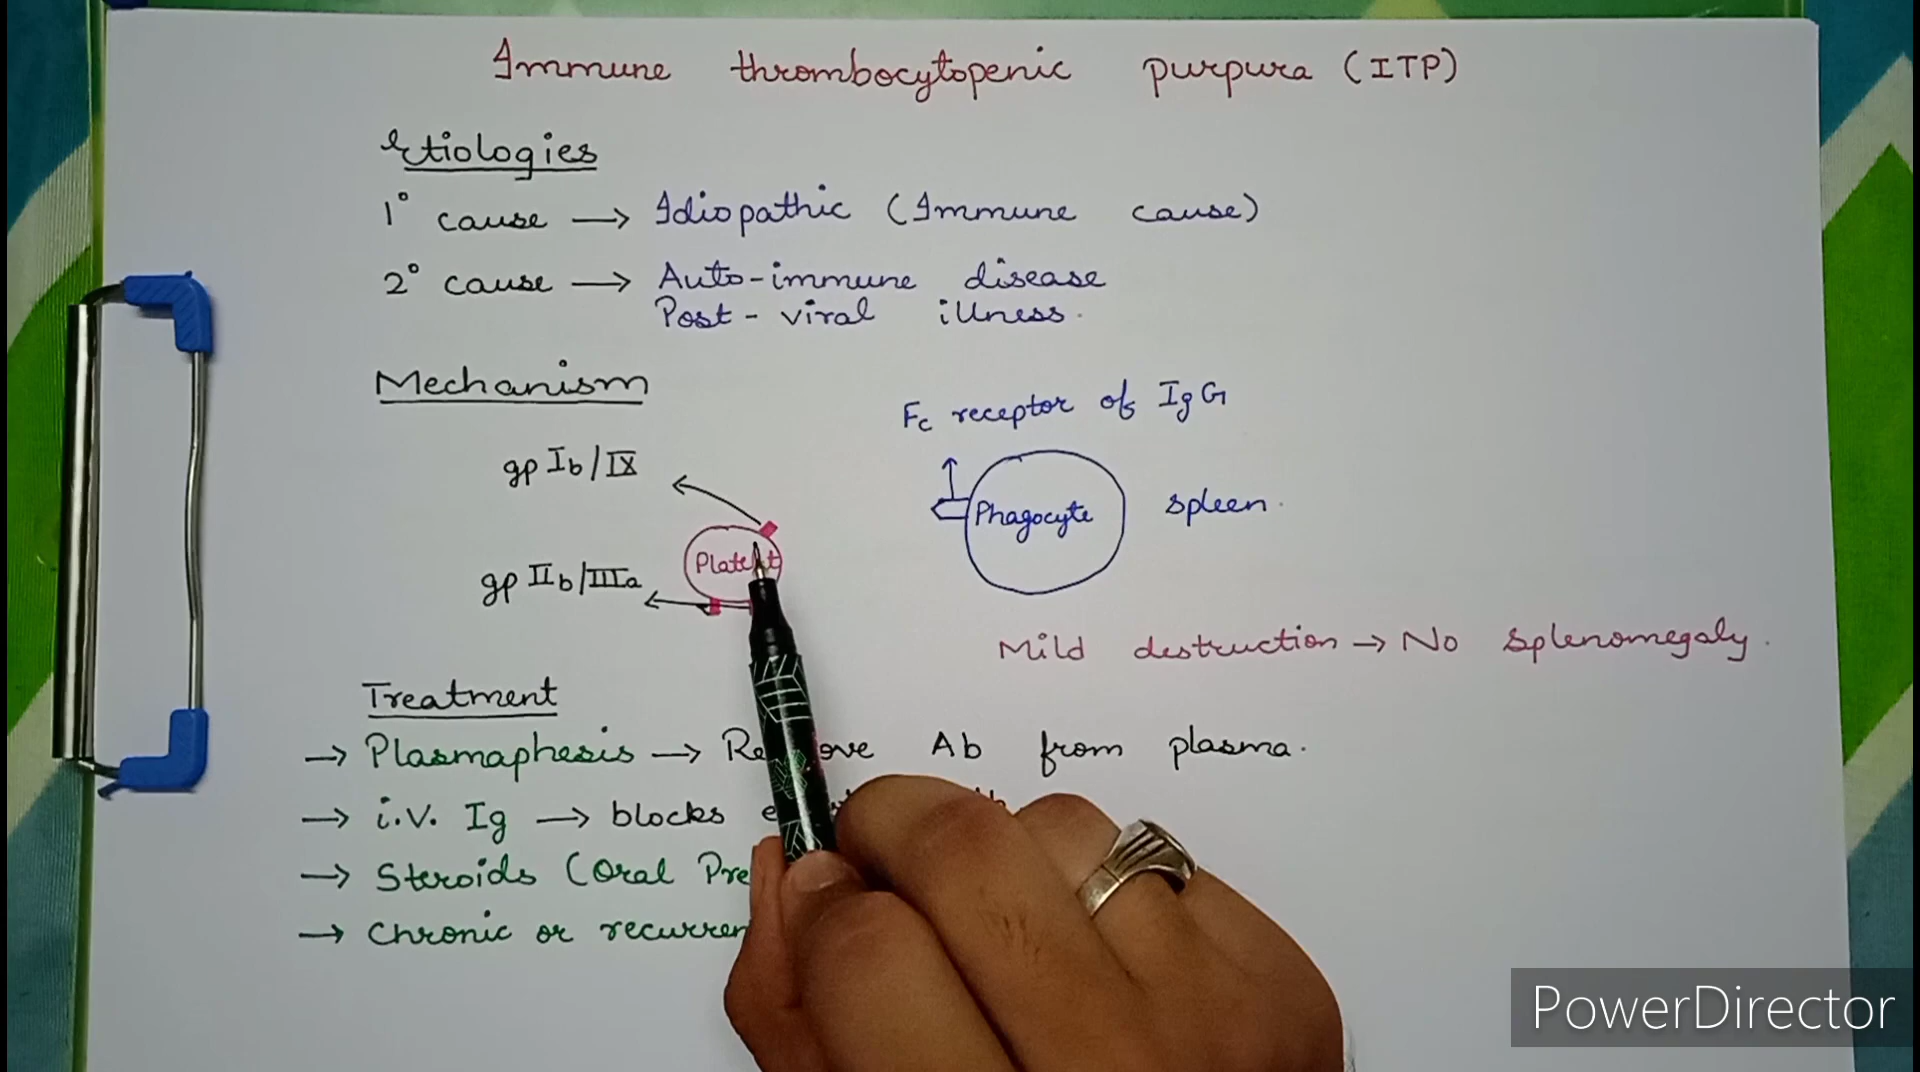 Immune thrombocytopenic purpura (ITP)
Etiologies
1° cause → Idiopathic (Immune cause)
2° cause → Auto-immune disease
Post-viral illness.
Mechanism
Fc receptor of IgG
gp Ib/IX
Phagocyte spleen.
Platelet
gp IIb/IIIa
Mild destruction → No splenomegaly.
Treatment
→ Plasmaphesis → Remove Ab from plasma.
→ i.v. Ig → blocks
→ Steroids (Oral
→ Chronic or
PowerDirector